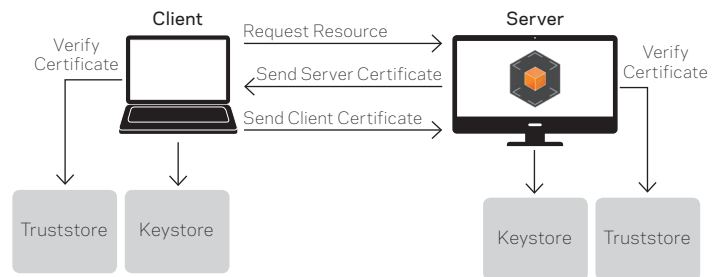 Client
Server
Verify
Certificate
Request Resource
Send Server Certificate
Send Client Certificate
Verify
Certificate
Truststore
Keystore
Keystore
Truststore